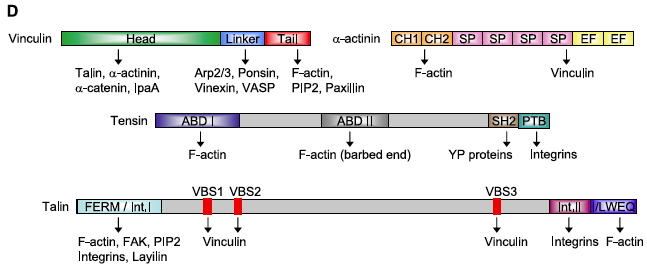 D
Vinculin Head Linker Tail
Talin, α-actinin,
α-catenin, IpaA
Arp2/3, Ponsin,
Vinexin, VASP
F-actin,
PIP2, Paxillin
α-actinin CH1 CH2 SP SP SP SP EF EF
F-actin Vinculin
Tensin ABD I ABD II SH2 PTB
F-actin F-actin (barbed end) YP proteins Integrins
VBS1 VBS2 VBS3
Talin FERM / Int.I Int.II I/LWEQ
F-actin, FAK, PIP2
Integrins, Layilin
Vinculin Vinculin Integrins F-actin